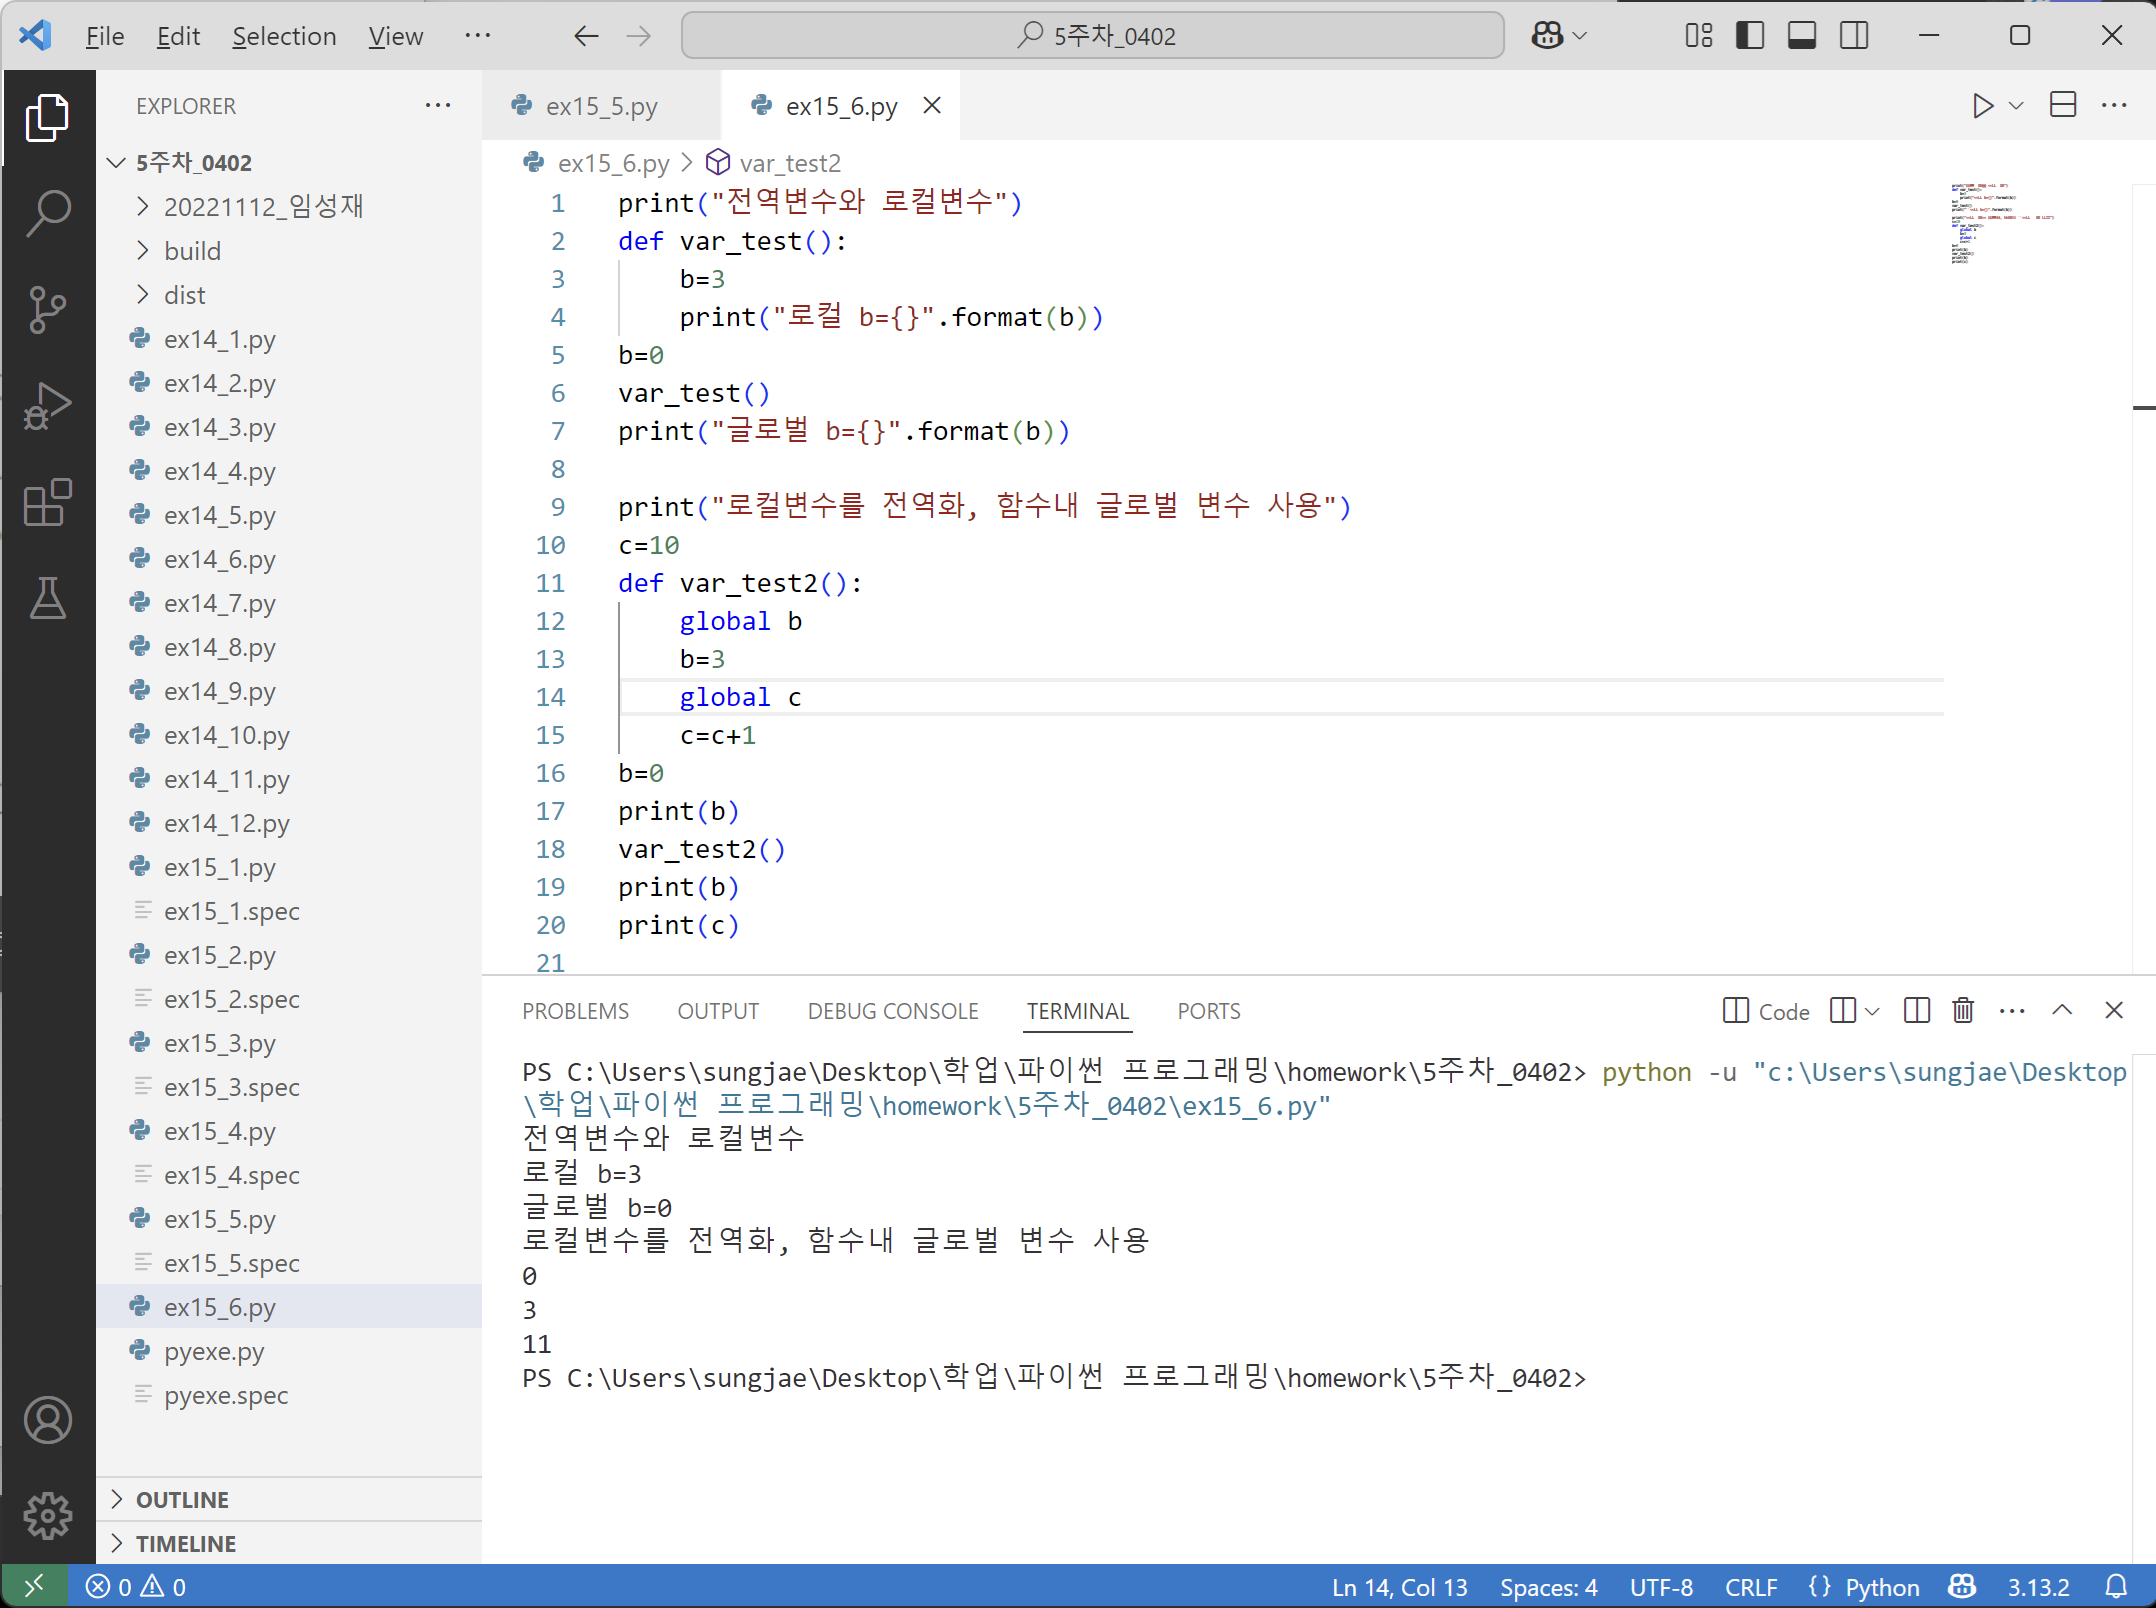 File Edit Selection View ··· 5주차_0402
EXPLORER ···
5주차_0402
20221112_임성재
build
dist
ex14_1.py
ex14_2.py
ex14_3.py
ex14_4.py
ex14_5.py
ex14_6.py
ex14_7.py
ex14_8.py
ex14_9.py
ex14_10.py
ex14_11.py
ex14_12.py
ex15_1.py
ex15_1.spec
ex15_2.py
ex15_2.spec
ex15_3.py
ex15_3.spec
ex15_4.py
ex15_4.spec
ex15_5.py
ex15_5.spec
ex15_6.py
pyexe.py
pyexe.spec
OUTLINE
TIMELINE
ex15_5.py ex15_6.py
ex15_6.py > var_test2
1 print("전역변수와 로컬변수")
2 def var_test():
3     b=3
4     print("로컬 b={}".format(b))
5 b=0
6 var_test()
7 print("글로벌 b={}".format(b))
8
9 print("로컬변수를 전역화, 함수내 글로벌 변수 사용")
10 c=10
11 def var_test2():
12     global b
13     b=3
14     global c
15     c=c+1
16 b=0
17 print(b)
18 var_test2()
19 print(b)
20 print(c)
21
PROBLEMS OUTPUT DEBUG CONSOLE TERMINAL PORTS Code
PS C:\Users\sungjae\Desktop\학업\파이썬 프로그래밍\homework\5주차_0402> python -u "c:\Users\sungjae\Desktop
\학업\파이썬 프로그래밍\homework\5주차_0402\ex15_6.py"
전역변수와 로컬변수
로컬 b=3
글로벌 b=0
로컬변수를 전역화, 함수내 글로벌 변수 사용
0
3
11
PS C:\Users\sungjae\Desktop\학업\파이썬 프로그래밍\homework\5주차_0402>
0 0 Ln 14, Col 13 Spaces: 4 UTF-8 CRLF {} Python 3.13.2